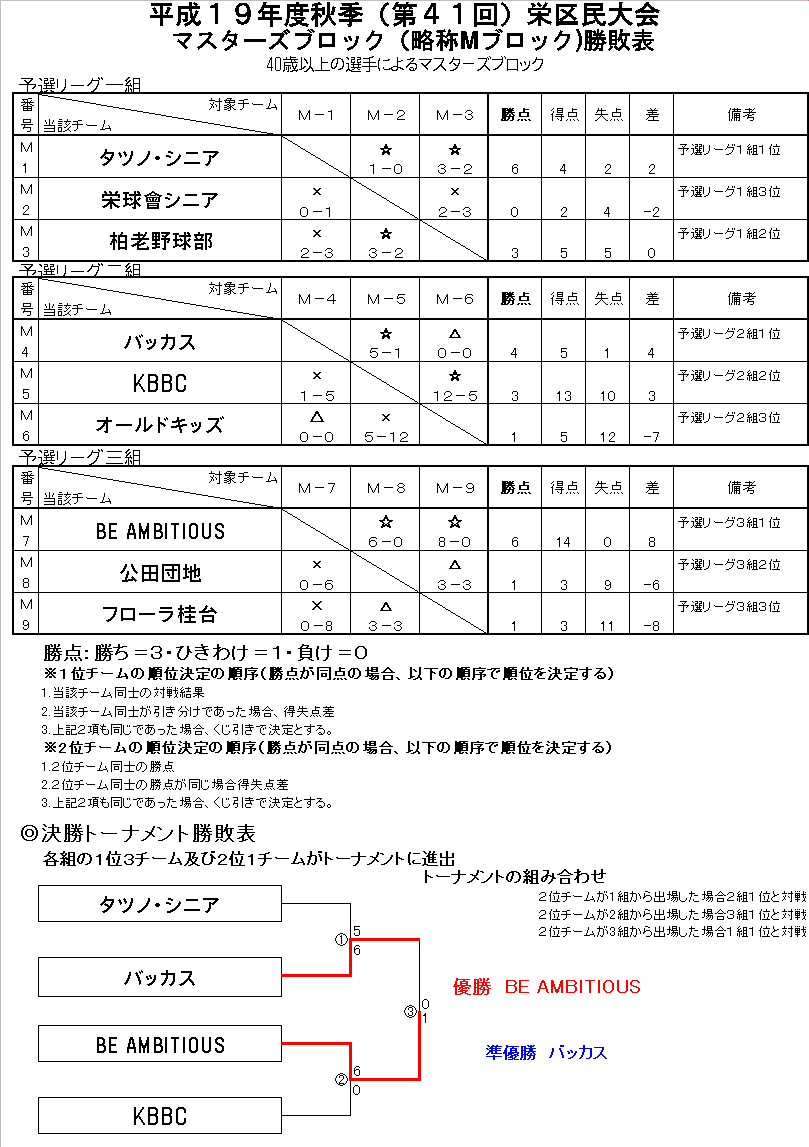 平成１９年度秋季（第４１回）栄区民大会
マスターズブロック（略称Mブロック)勝敗表
40歳以上の選手によるマスターズブロック
予選リーグ一組
番号 対象チーム 当該チーム Ｍ－１ Ｍ－２ Ｍ－３ 勝点 得点 失点 差 備考
Ｍ１ タツノ・シニア ☆ １－０ ☆ ３－２ 6 4 2 2 予選リーグ１組１位
Ｍ２ 栄球會シニア × ０－１ × ２－３ 0 2 4 -2 予選リーグ１組３位
Ｍ３ 柏老野球部 × ２－３ ☆ ３－２ 3 5 5 0 予選リーグ１組２位
予選リーグ二組
番号 対象チーム 当該チーム Ｍ－４ Ｍ－５ Ｍ－６ 勝点 得点 失点 差 備考
Ｍ４ バッカス ☆ ５－１ △ ０－０ 4 5 1 4 予選リーグ２組１位
Ｍ５ KBBC × １－５ ☆ １２－５ 3 13 10 3 予選リーグ２組２位
Ｍ６ オールドキッズ △ ０－０ × ５－１２ 1 5 12 -7 予選リーグ２組３位
予選リーグ三組
番号 対象チーム 当該チーム Ｍ－７ Ｍ－８ Ｍ－９ 勝点 得点 失点 差 備考
Ｍ７ BE AMBITIOUS ☆ ６－０ ☆ ８－０ 6 14 0 8 予選リーグ３組１位
Ｍ８ 公田団地 × ０－６ △ ３－３ 1 3 9 -6 予選リーグ３組２位
Ｍ９ フローラ桂台 × ０－８ △ ３－３ 1 3 11 -8 予選リーグ３組３位
勝点: 勝ち＝３・ひきわけ＝１・負け＝０
※１位チームの順位決定の順序（勝点が同点の場合、以下の順序で順位を決定する）
1.当該チーム同士の対戦結果
2.当該チーム同士が引き分けであった場合、得失点差
3.上記２項も同じであった場合、くじ引きで決定とする。
※２位チームの順位決定の順序（勝点が同点の場合、以下の順序で順位を決定する）
1.２位チーム同士の勝点
2.２位チーム同士の勝点が同じ場合得失点差
3.上記２項も同じであった場合、くじ引きで決定とする。
◎決勝トーナメント勝敗表
各組の１位３チーム及び２位１チームがトーナメントに進出
トーナメントの組み合わせ
２位チームが１組から出場した場合２組１位と対戦
２位チームが２組から出場した場合３組１位と対戦
２位チームが３組から出場した場合１組１位と対戦
タツノ・シニア
5
① 6
バッカス
優勝 BE AMBITIOUS
0
③ 1
BE AMBITIOUS
準優勝 バッカス
6
② 0
KBBC